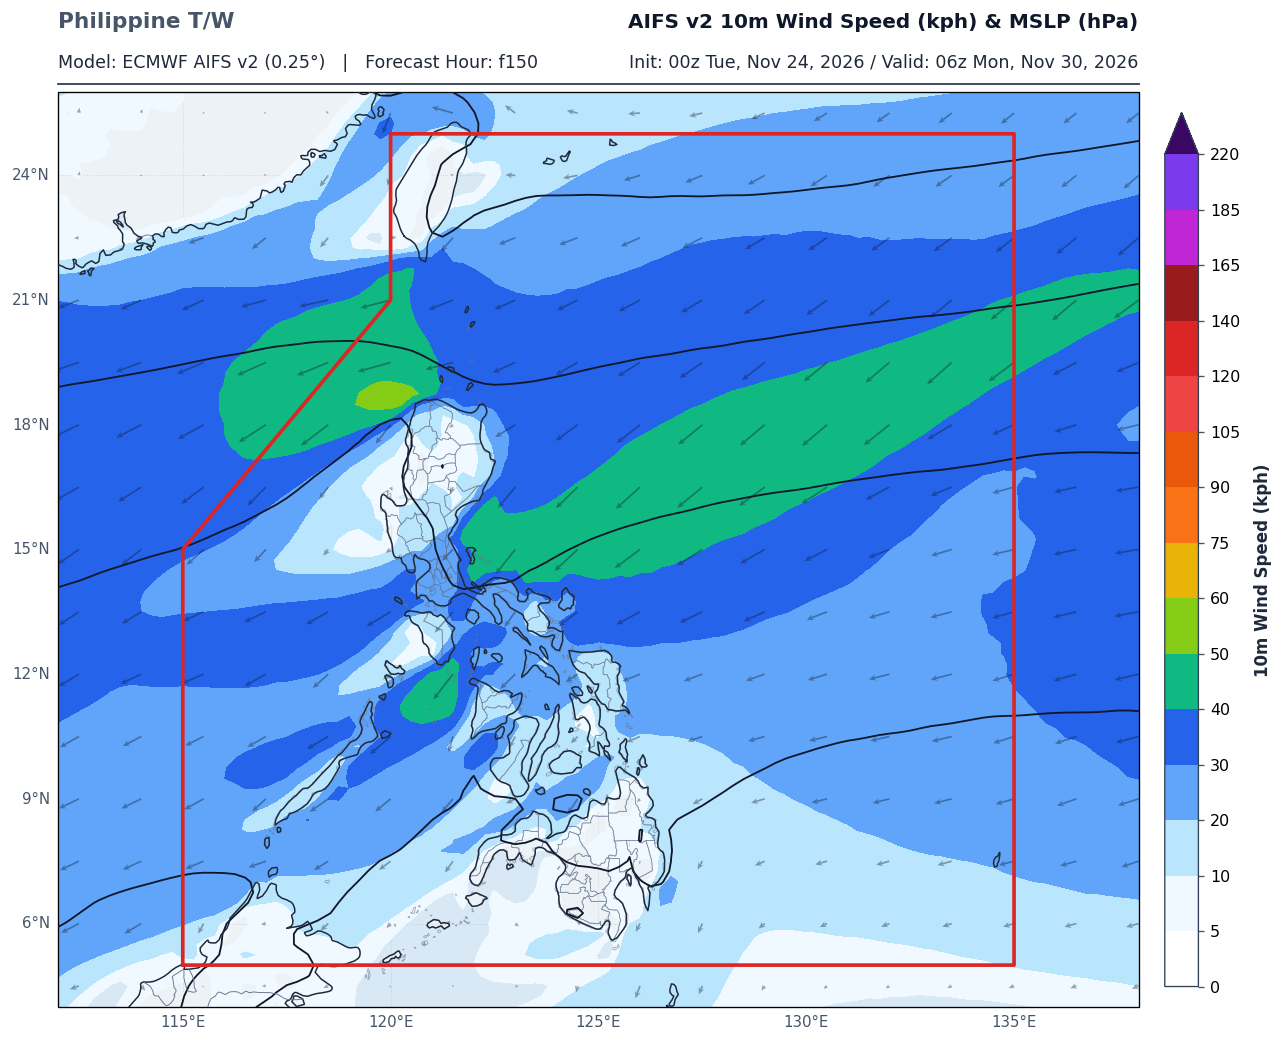 Philippine T/W
AIFS v2 10m Wind Speed (kph) & MSLP (hPa)
Model: ECMWF AIFS v2 (0.25°) | Forecast Hour: f150
Init: 00z Tue, Nov 24, 2026 / Valid: 06z Mon, Nov 30, 2026
24°N
21°N
18°N
15°N
12°N
9°N
6°N
115°E
120°E
125°E
130°E
135°E
220
185
165
140
120
105
90
75
60
50
40
30
20
10
5
0
10m Wind Speed (kph)